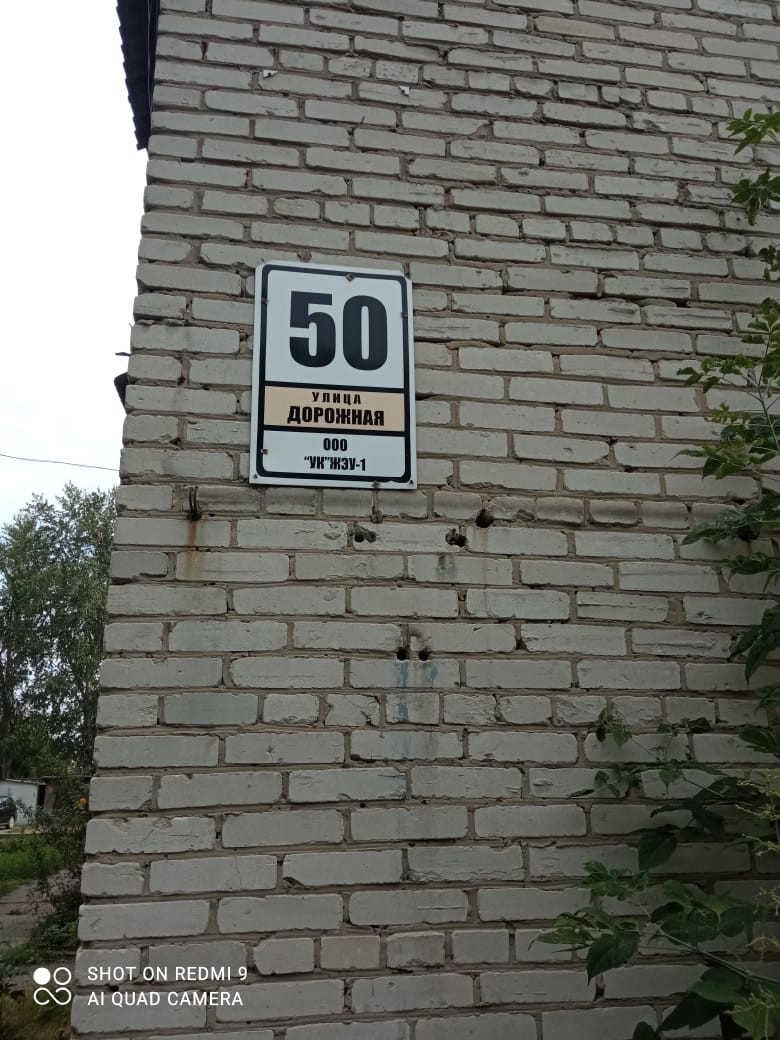 50
УЛИЦА
ДОРОЖНАЯ
ООО
"УК"ЖЭУ-1
SHOT ON REDMI 9
AI QUAD CAMERA